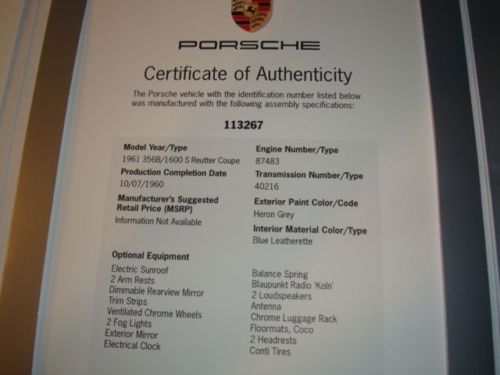 PORSCHE
Certificate of Authenticity
The Porsche vehicle with the identification number listed below
was manufactured with the following assembly specifications:
113267
Model Year/Type
1961 356B/1600 S Reutter Coupe
Production Completion Date
10/07/1960
Manufacturer's Suggested
Retail Price (MSRP)
Information Not Available
Engine Number/Type
87483
Transmission Number/Type
40216
Exterior Paint Color/Code
Heron Grey
Interior Material Color/Type
Blue Leatherette
Optional Equipment
Electric Sunroof
2 Arm Rests
Dimmable Rearview Mirror
Trim Strips
Ventilated Chrome Wheels
2 Fog Lights
Exterior Mirror
Electrical Clock
Balance Spring
Blaupunkt Radio 'Koln'
2 Loudspeakers
Antenna
Chrome Luggage Rack
Floormats, Coco
2 Headrests
Conti Tires